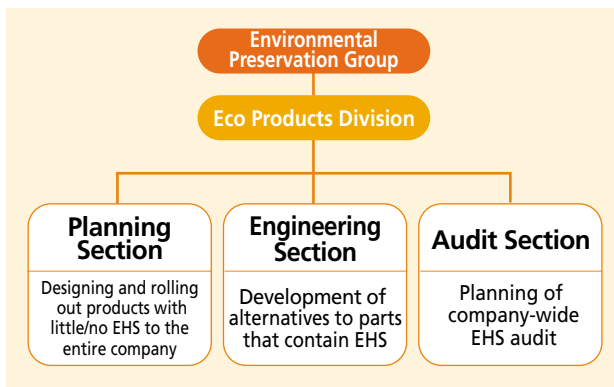 Environmental
Preservation Group
Eco Products Division
Planning
Section
Designing and rolling
out products with
little/no EHS to the
entire company
Engineering
Section
Development of
alternatives to parts
that contain EHS
Audit Section
Planning of
company-wide
EHS audit